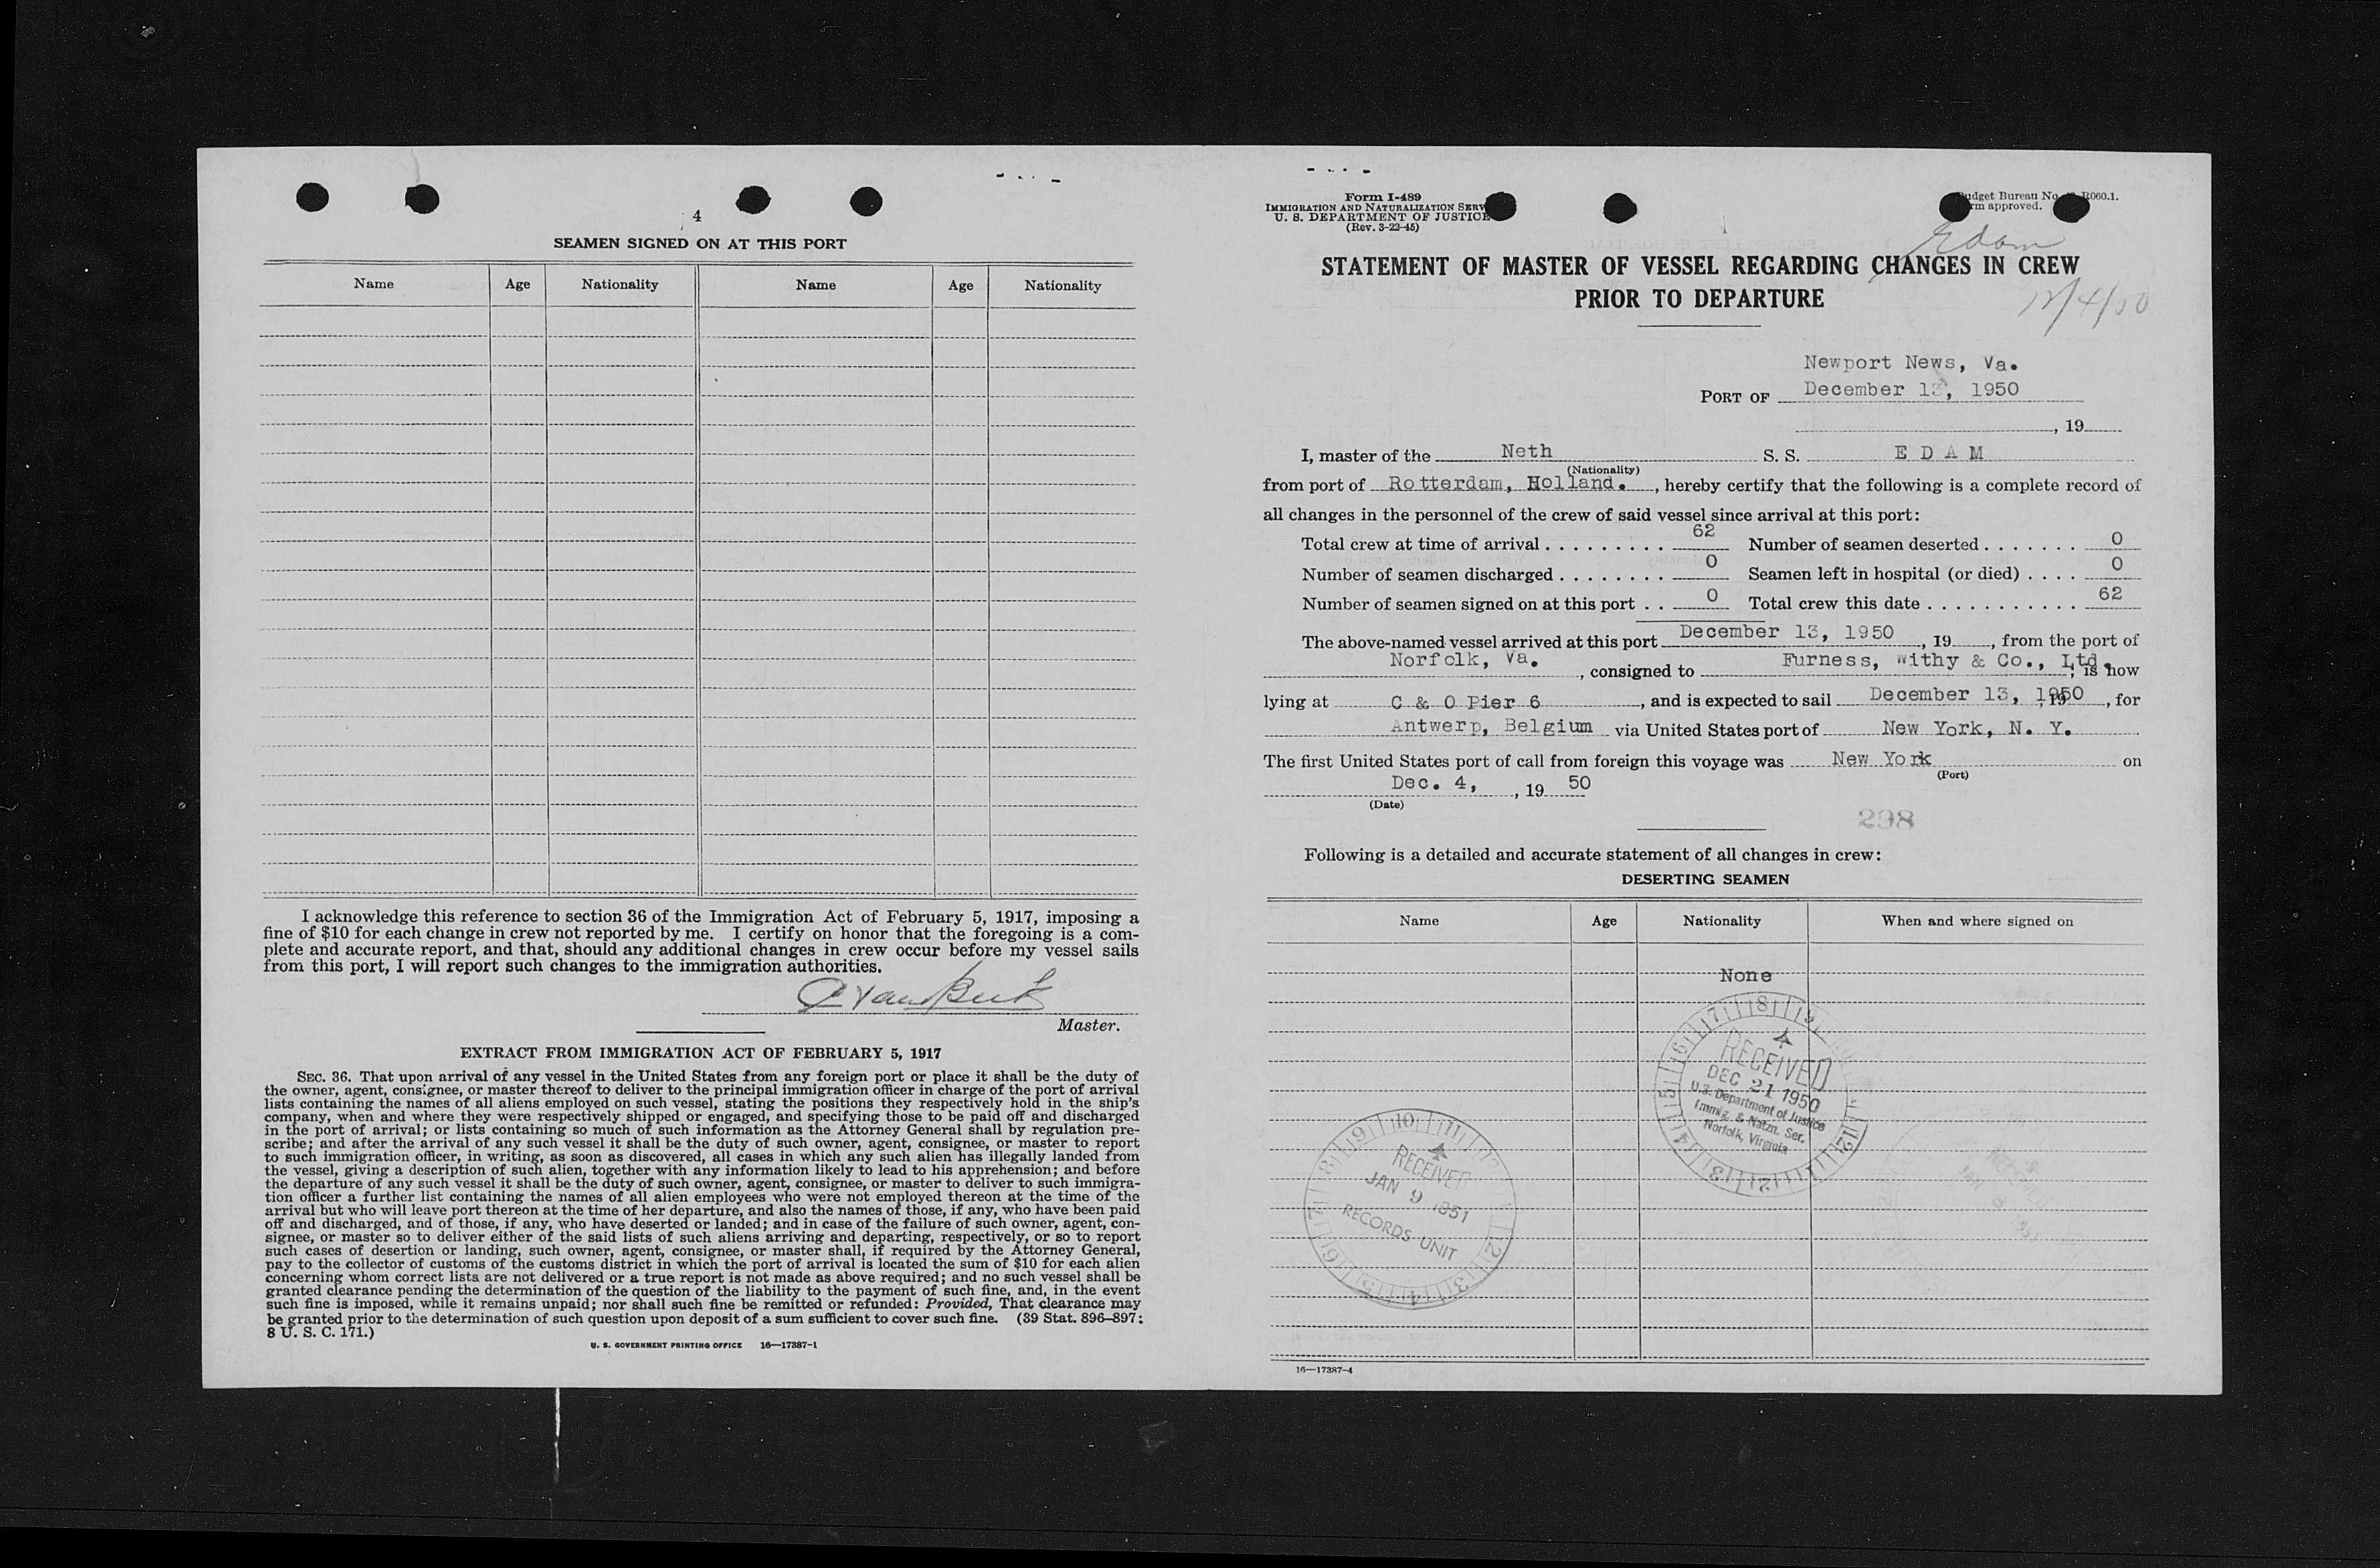 4
SEAMEN SIGNED ON AT THIS PORT
Name Age Nationality Name Age Nationality
I acknowledge this reference to section 36 of the Immigration Act of February 5, 1917, imposing a
fine of $10 for each change in crew not reported by me. I certify on honor that the foregoing is a com-
plete and accurate report, and that, should any additional changes in crew occur before my vessel sails
from this port, I will report such changes to the immigration authorities.
Master.
EXTRACT FROM IMMIGRATION ACT OF FEBRUARY 5, 1917
SEC. 36. That upon arrival of any vessel in the United States from any foreign port or place it shall be the duty of
the owner, agent, consignee, or master thereof to deliver to the principal immigration officer in charge of the port of arrival
lists containing the names of all aliens employed on such vessel, stating the positions they respectively hold in the ship's
company, when and where they were respectively shipped or engaged, and specifying those to be paid off and discharged
in the port of arrival; or lists containing so much of such information as the Attorney General shall by regulation pre-
scribe; and after the arrival of any such vessel it shall be the duty of such owner, agent, consignee, or master to report
to such immigration officer, in writing, as soon as discovered, all cases in which any such alien has illegally landed from
the vessel, giving a description of such alien, together with any information likely to lead to his apprehension; and before
the departure of any such vessel it shall be the duty of such owner, agent, consignee, or master to deliver to such immigra-
tion officer a further list containing the names of all alien employees who were not employed thereon at the time of the
arrival but who will leave port thereon at the time of her departure, and also the names of those, if any, who have been paid
off and discharged, and of those, if any, who have deserted or landed; and in case of the failure of such owner, agent, con-
signee, or master so to deliver either of the said lists of such aliens arriving and departing, respectively, or so to report
such cases of desertion or landing, such owner, agent, consignee, or master shall, if required by the Attorney General,
pay to the collector of customs of the customs district in which the port of arrival is located the sum of $10 for each alien
concerning whom correct lists are not delivered or a true report is not made as above required; and no such vessel shall be
granted clearance pending the determination of the question of the liability to the payment of such fine, and, in the event
such fine is imposed, while it remains unpaid; nor shall such fine be remitted or refunded: Provided, That clearance may
be granted prior to the determination of such question upon deposit of a sum sufficient to cover such fine. (39 Stat. 896–897;
8 U. S. C. 171.)
U. S. GOVERNMENT PRINTING OFFICE 16—17387-1
Form I-489
IMMIGRATION AND NATURALIZATION SERV
U. S. DEPARTMENT OF JUSTICE
(Rev. 3-22-45)
udget Bureau No. R060.1.
rm approved.
Edam
STATEMENT OF MASTER OF VESSEL REGARDING CHANGES IN CREW
PRIOR TO DEPARTURE
12/4/50
Newport News, Va.
PORT OF December 13, 1950
, 19
I, master of the Neth S. S. E D A M
(Nationality)
from port of Rotterdam, Holland. , hereby certify that the following is a complete record of
all changes in the personnel of the crew of said vessel since arrival at this port:
Total crew at time of arrival . . . . . . . . . 62 Number of seamen deserted . . . . . . . 0
Number of seamen discharged . . . . . . . . 0 Seamen left in hospital (or died) . . . . 0
Number of seamen signed on at this port . . 0 Total crew this date . . . . . . . . . . . . 62
The above-named vessel arrived at this port December 13, 1950 , 19 , from the port of
Norfolk, Va. , consigned to Furness, Withy & Co., Ltd. , is now
lying at C & O Pier 6 , and is expected to sail December 13, 1950 , 19 , for
Antwerp, Belgium via United States port of New York, N. Y.
The first United States port of call from foreign this voyage was New York on
(Port)
Dec. 4, , 19 50
(Date)
298
Following is a detailed and accurate statement of all changes in crew:
DESERTING SEAMEN
Name Age Nationality When and where signed on
None
RECEIVED
DEC 21 1950
U.S. Department of Justice
Immig. & Natzn. Ser.
Norfolk, Virginia
RECEIVED
JAN 9 1951
RECORDS UNIT
16—17387-4